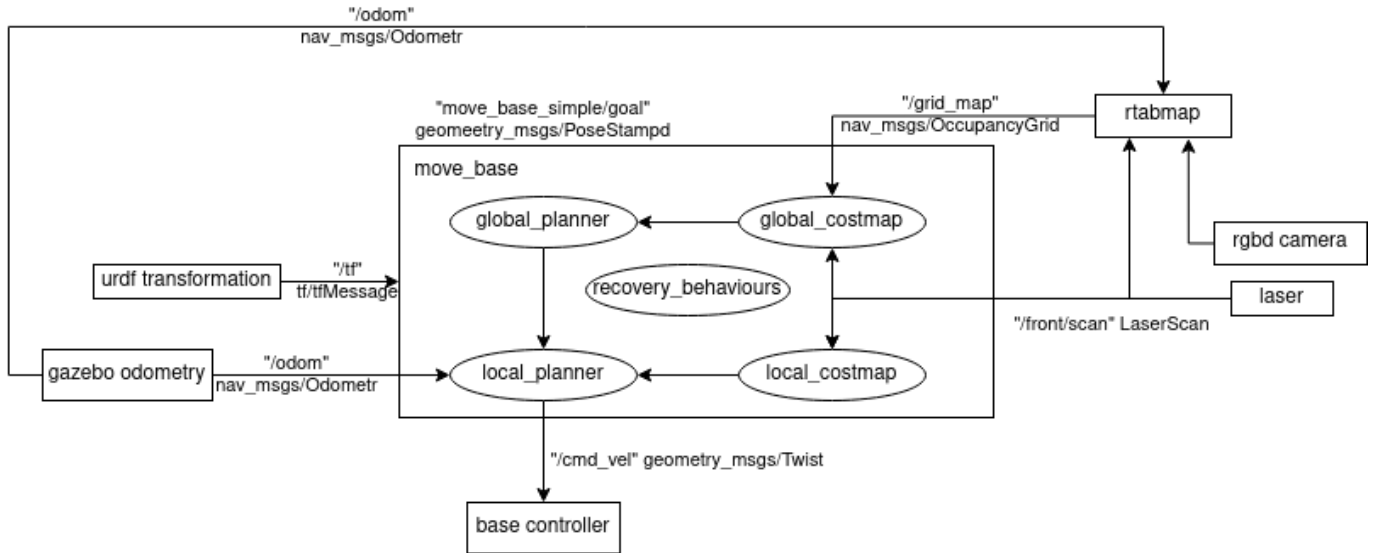 "/odom"
nav_msgs/Odometr
"move_base_simple/goal"
geomeetry_msgs/PoseStampd
"/grid_map"
nav_msgs/OccupancyGrid
rtabmap
move_base
global_planner
global_costmap
rgbd camera
urdf transformation
"/tf"
tf/tfMessage
recovery_behaviours
laser
"/front/scan" LaserScan
gazebo odometry
"/odom"
nav_msgs/Odometr
local_planner
local_costmap
"/cmd_vel" geometry_msgs/Twist
base controller